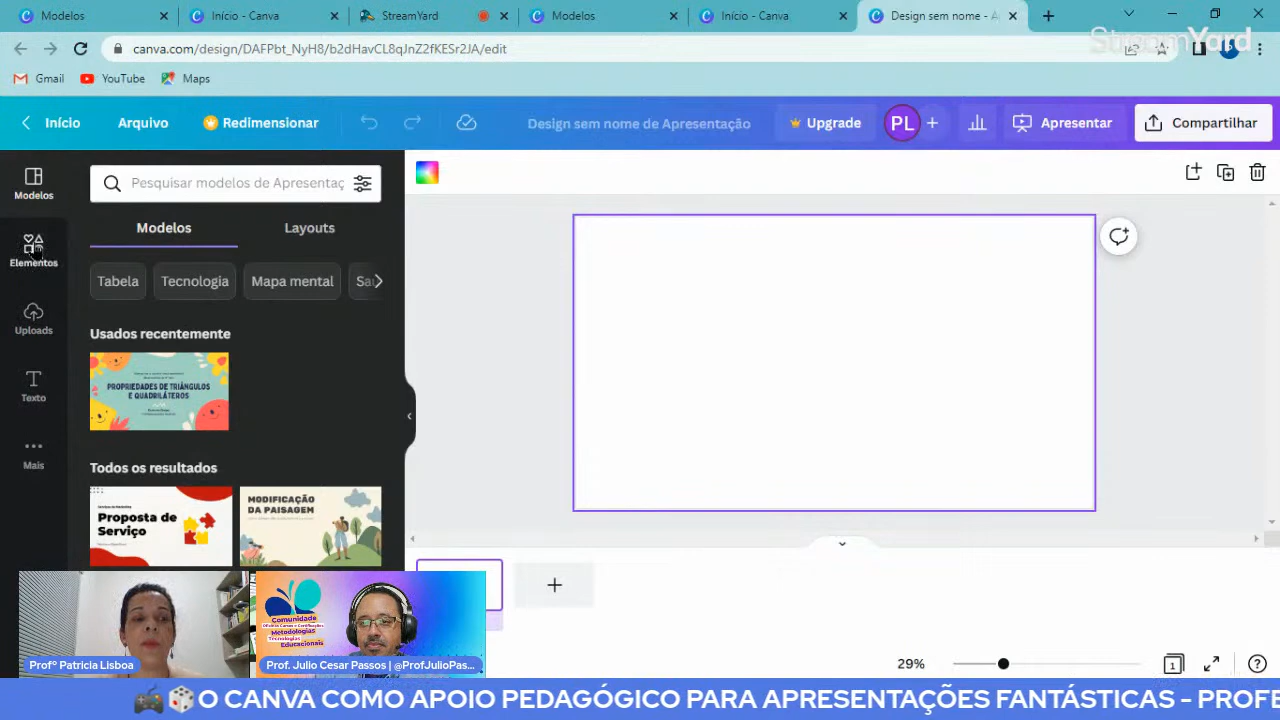 Modelos
Início - Canva
StreamYard
Modelos
Início - Canva
Design sem nome - A
StreamYard
canva.com/design/DAFPbt_NyH8/b2dHavCL8qJnZ2fKESr2JA/edit
Gmail
YouTube
Maps
Início
Arquivo
Redimensionar
Design sem nome de Apresentação
Upgrade
PL
Apresentar
Compartilhar
Modelos
Elementos
Uploads
Texto
Mais
Pesquisar modelos de Apresentaç
Modelos
Layouts
Tabela
Tecnologia
Mapa mental
Usados recentemente
PROPRIEDADES DE TRIÂNGULOS
E QUADRILÁTEROS
Todos os resultados
Proposta de
Serviço
MODIFICAÇÃO
DA PAISAGEM
Comunidade
Metodologias
Tecnologias
Educacionais
Profº Patricia Lisboa
Prof. Julio Cesar Passos | @ProfJulioPas...
29%
1
O CANVA COMO APOIO PEDAGÓGICO PARA APRESENTAÇÕES FANTÁSTICAS - PROFE